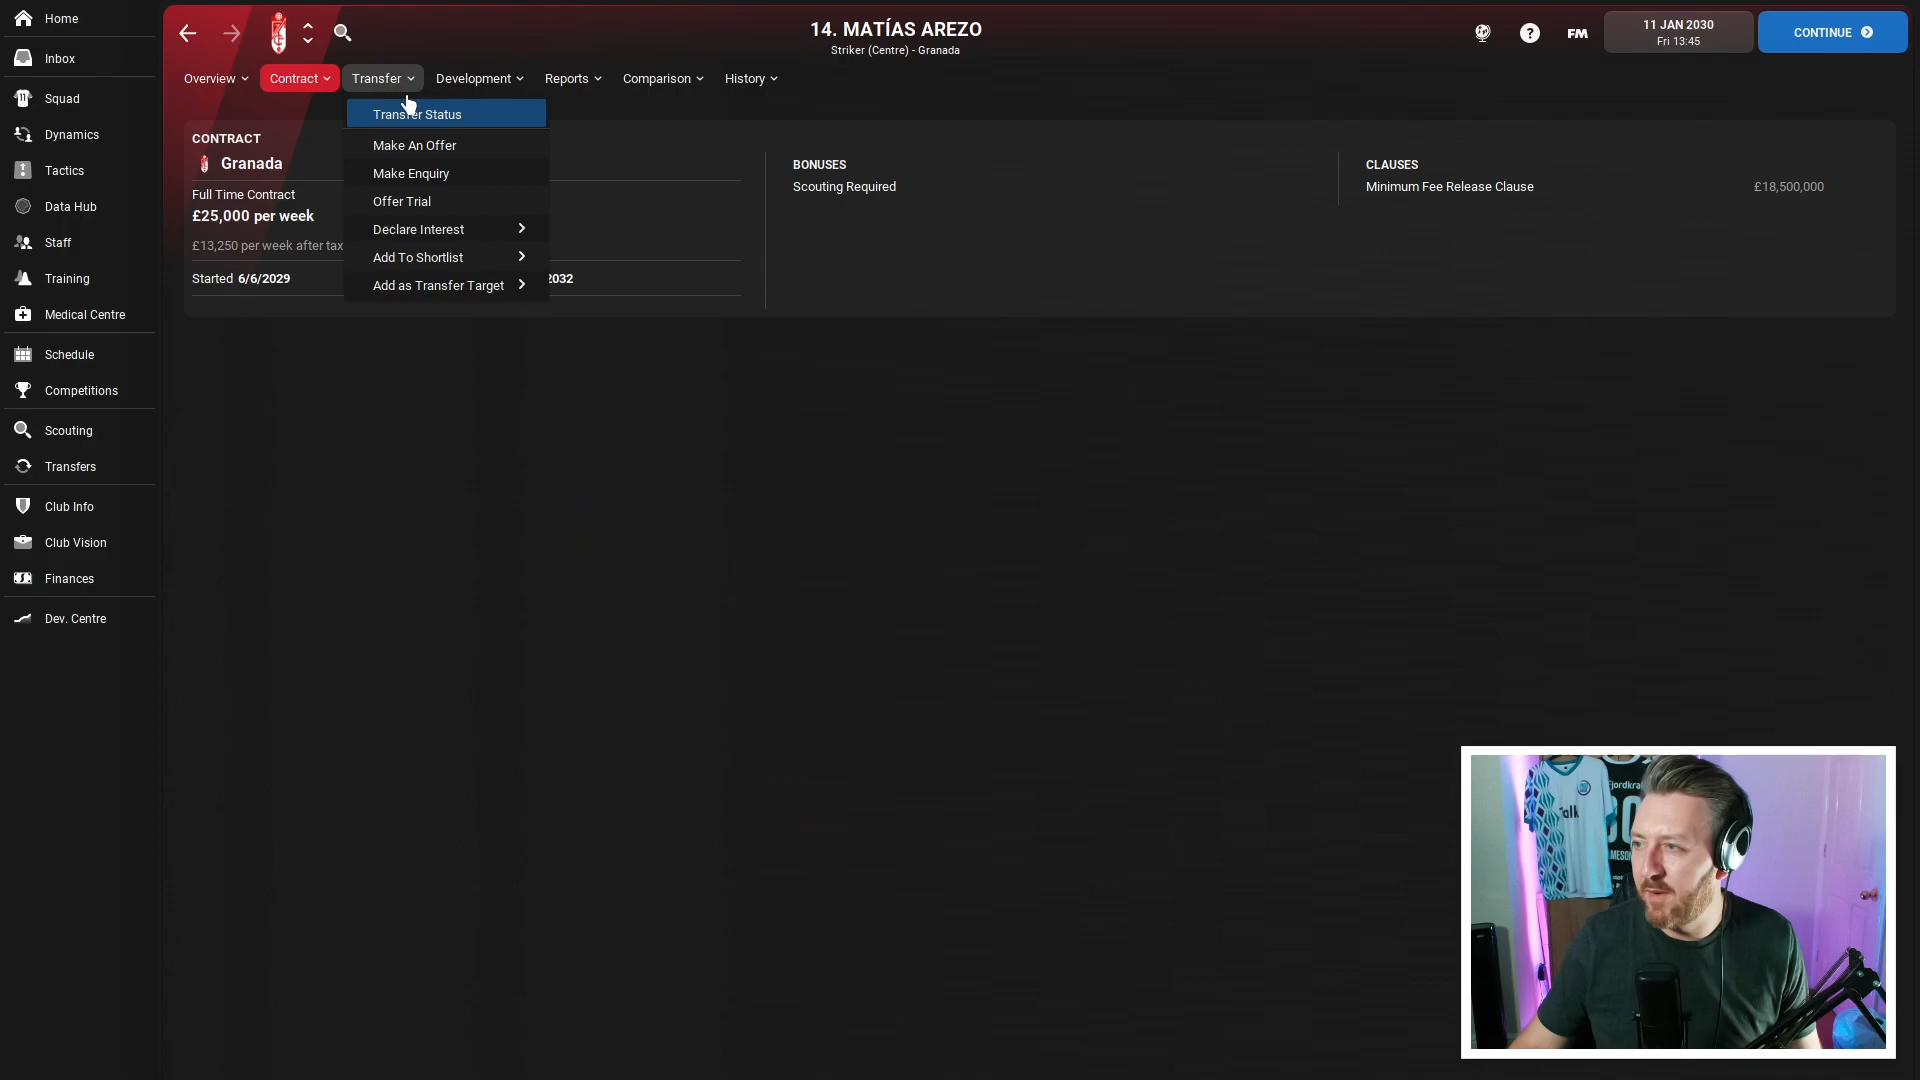 Home
Inbox
Squad
Dynamics
Tactics
Data Hub
Staff
Training
Medical Centre
Schedule
Competitions
Scouting
Transfers
Club Info
Club Vision
Finances
Dev. Centre
14. MATÍAS AREZO
Striker (Centre) - Granada
?
FM
11 JAN 2030
Fri 13:45
CONTINUE
Overview
Contract
Transfer
Development
Reports
Comparison
History
Transfer Status
Make An Offer
Make Enquiry
Offer Trial
Declare Interest
Add To Shortlist
Add as Transfer Target
CONTRACT
Granada
Full Time Contract
£25,000 per week
£13,250 per week after tax
Started 6/6/2029
2032
BONUSES
Scouting Required
CLAUSES
Minimum Fee Release Clause £18,500,000